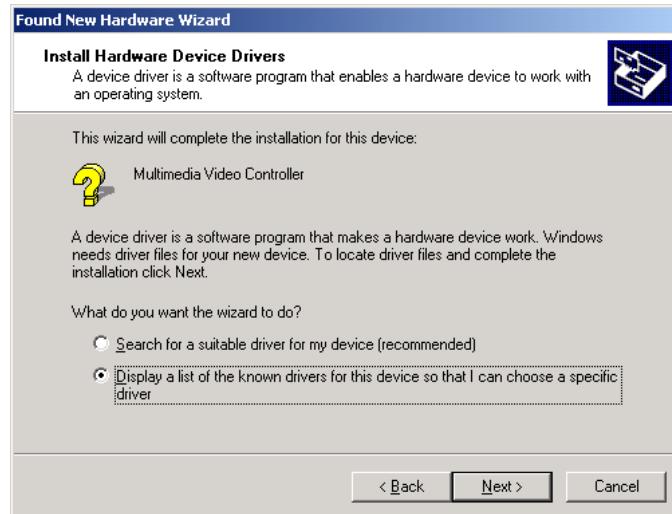 Found New Hardware Wizard
Install Hardware Device Drivers
A device driver is a software program that enables a hardware device to work with
an operating system.
This wizard will complete the installation for this device:
Multimedia Video Controller
A device driver is a software program that makes a hardware device work. Windows
needs driver files for your new device. To locate driver files and complete the
installation click Next.
What do you want the wizard to do?
Search for a suitable driver for my device (recommended)
Display a list of the known drivers for this device so that I can choose a specific
driver
< Back Next > Cancel